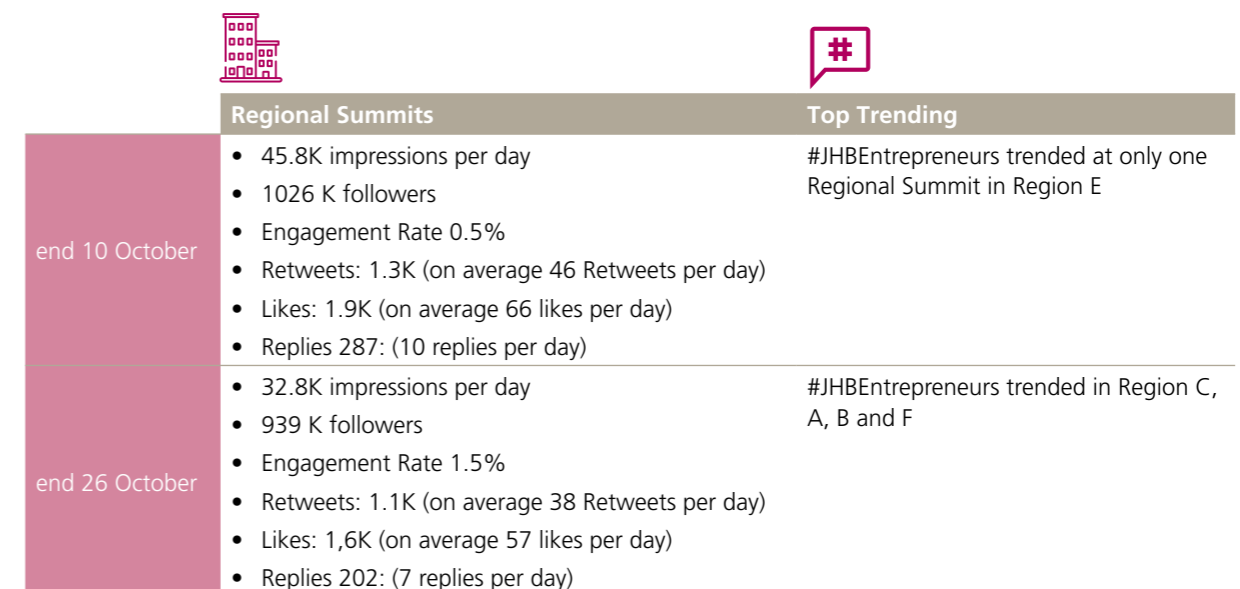 #
Regional Summits
Top Trending
end 10 October
• 45.8K impressions per day
• 1026 K followers
• Engagement Rate 0.5%
• Retweets: 1.3K (on average 46 Retweets per day)
• Likes: 1.9K (on average 66 likes per day)
• Replies 287: (10 replies per day)
#JHBEntrepreneurs trended at only one
Regional Summit in Region E
end 26 October
• 32.8K impressions per day
• 939 K followers
• Engagement Rate 1.5%
• Retweets: 1.1K (on average 38 Retweets per day)
• Likes: 1,6K (on average 57 likes per day)
• Replies 202: (7 replies per day)
#JHBEntrepreneurs trended in Region C,
A, B and F